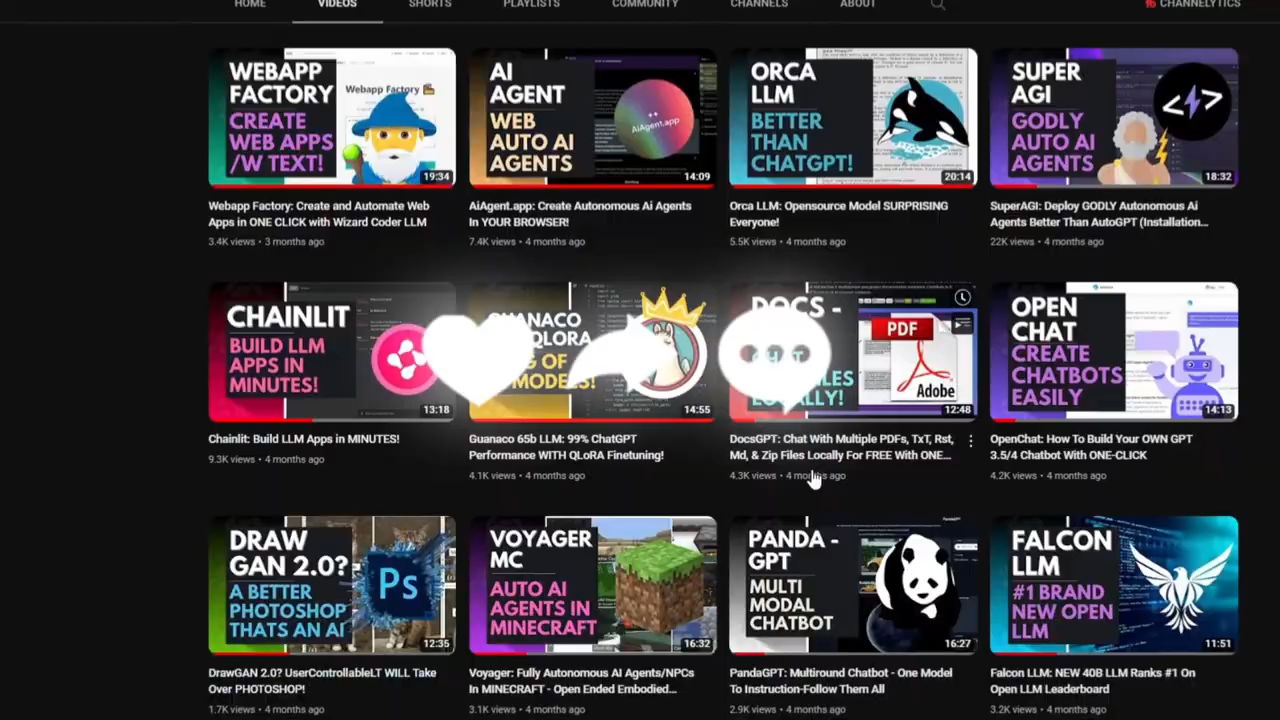 HOME VIDEOS SHORTS PLAYLISTS COMMUNITY CHANNELS ABOUT CHANNELYTICS
WEBAPP
FACTORY
CREATE
WEB APPS
/W TEXT!
Webapp Factory
19:34
AI
AGENT
WEB
AUTO AI
AGENTS
AiAgent.app
14:09
ORCA
LLM
BETTER
THAN
CHATGPT!
20:14
SUPER
AGI
GODLY
AUTO AI
AGENTS
18:32
Webapp Factory: Create and Automate Web
Apps in ONE CLICK with Wizard Coder LLM
3.4K views • 3 months ago
AiAgent.app: Create Autonomous Ai Agents
In YOUR BROWSER!
7.4K views • 4 months ago
Orca LLM: Opensource Model SURPRISING
Everyone!
5.5K views • 4 months ago
SuperAGI: Deploy GODLY Autonomous Ai
Agents Better Than AutoGPT (Installation...
22K views • 4 months ago
CHAINLIT
BUILD LLM
APPS IN
MINUTES!
13:18
GUANACO
QLORA
OF
MODELS!
14:55
DOCS -
LOCALLY!
PDF
Adobe
12:48
OPEN
CHAT
CREATE
CHATBOTS
EASILY
14:13
Chainlit: Build LLM Apps in MINUTES!
9.3K views • 4 months ago
Guanaco 65b LLM: 99% ChatGPT
Performance WITH QLoRA Finetuning!
4.1K views • 4 months ago
DocsGPT: Chat With Multiple PDFs, TxT, Rst,
Md, & Zip Files Locally For FREE With ONE...
4.3K views • 4 months ago
OpenChat: How To Build Your OWN GPT
3.5/4 Chatbot With ONE-CLICK
4.2K views • 4 months ago
DRAW
GAN 2.0?
A BETTER
PHOTOSHOP
THATS AN AI
Ps
12:35
VOYAGER
MC
AUTO AI
AGENTS IN
MINECRAFT
16:32
PANDA -
GPT
MULTI
MODAL
CHATBOT
16:27
FALCON
LLM
#1 BRAND
NEW OPEN
LLM
11:51
DrawGAN 2.0? UserControllableLT WILL Take
Over PHOTOSHOP!
1.7K views • 4 months ago
Voyager: Fully Autonomous AI Agents/NPCs
In MINECRAFT - Open Ended Embodied...
3.1K views • 4 months ago
PandaGPT: Multiround Chatbot - One Model
To Instruction-Follow Them All
2.9K views • 4 months ago
Falcon LLM: NEW 40B LLM Ranks #1 On
Open LLM Leaderboard
3.2K views • 4 months ago